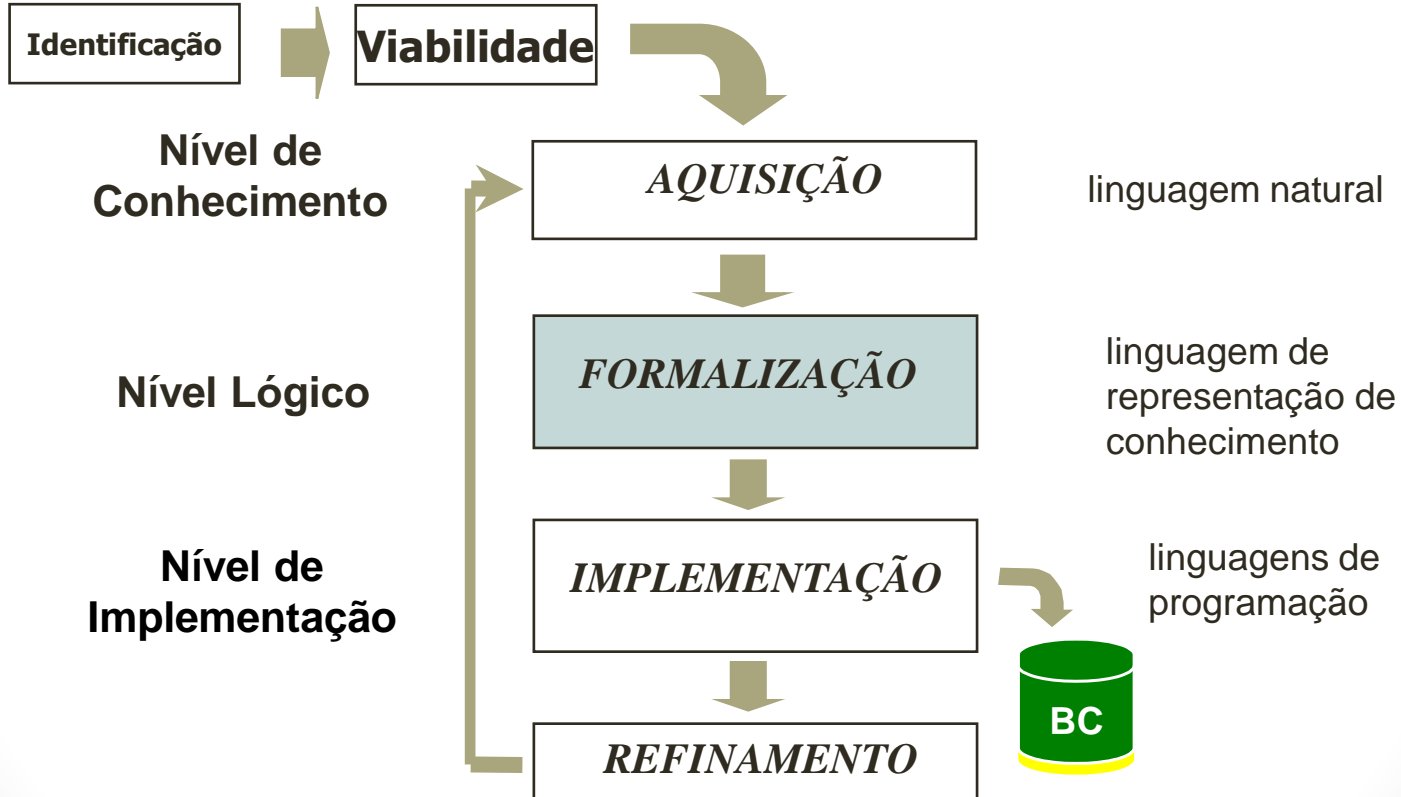 Identificação
Viabilidade
Nível de
Conhecimento
AQUISIÇÃO
linguagem natural
Nível Lógico
FORMALIZAÇÃO
linguagem de
representação de
conhecimento
Nível de
Implementação
IMPLEMENTAÇÃO
linguagens de
programação
BC
REFINAMENTO